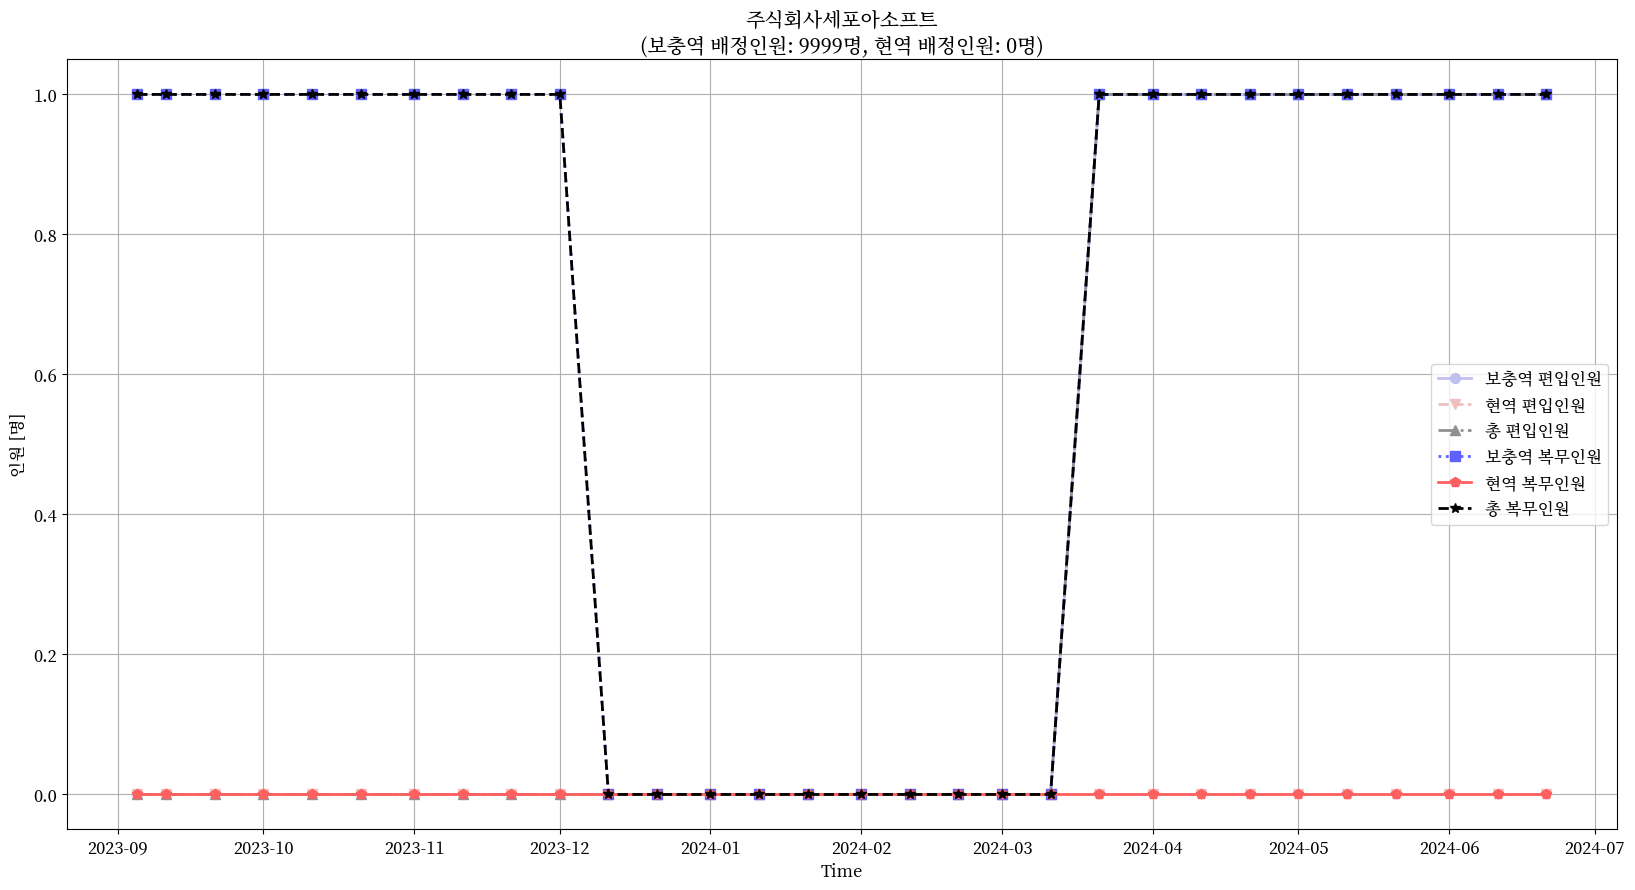 주식회사세포아소프트
(보충역 배정인원: 9999명, 현역 배정인원: 0명)
인원 [명]
1.0
0.8
0.6
0.4
0.2
0.0
보충역 편입인원
현역 편입인원
총 편입인원
보충역 복무인원
현역 복무인원
총 복무인원
2023-09 2023-10 2023-11 2023-12 2024-01 2024-02 2024-03 2024-04 2024-05 2024-06 2024-07
Time